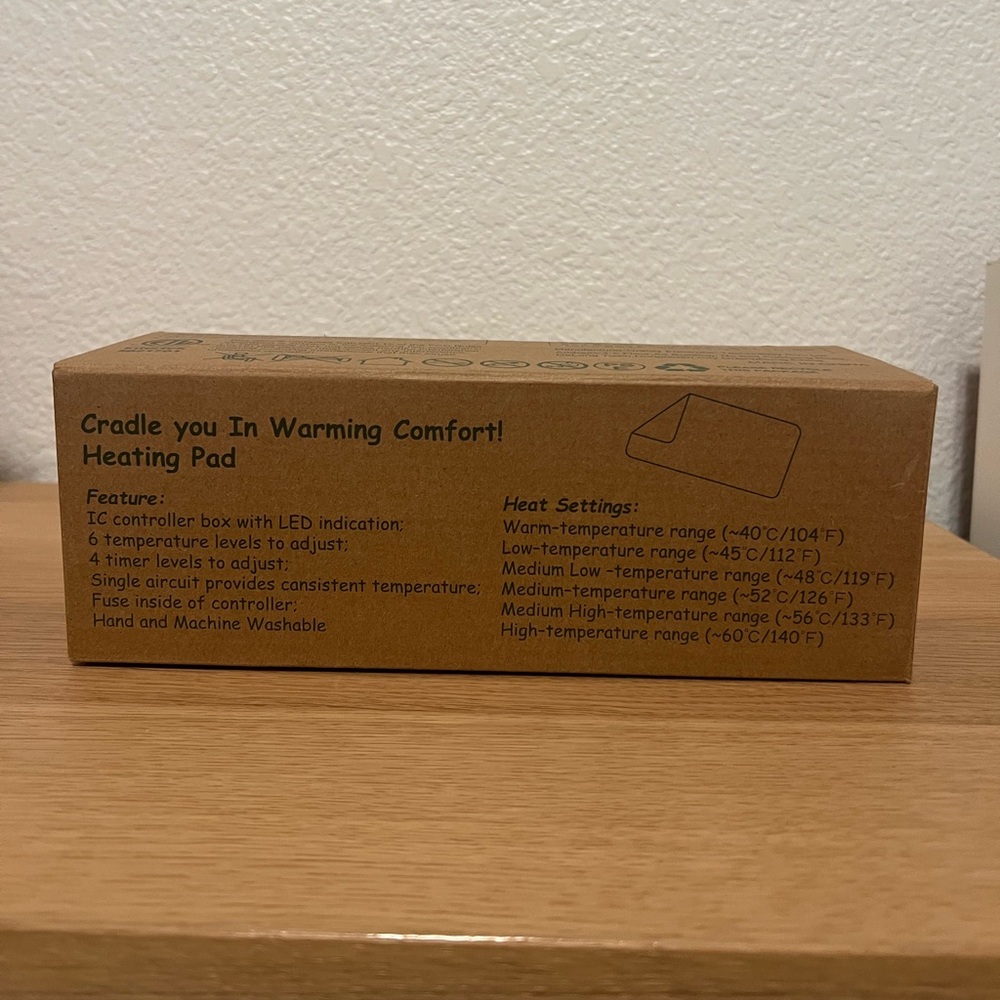 Cradle you In Warming Comfort!
Heating Pad
Feature:
IC controller box with LED indication;
6 temperature levels to adjust;
4 timer levels to adjust;
Single aircuit provides cansistent temperature;
Fuse inside of controller;
Hand and Machine Washable
Heat Settings:
Warm-temperature range (~40°C/104°F)
Low-temperature range (~45°C/112°F)
Medium Low -temperature range (~48°C/119°F)
Medium-temperature range (~52°C/126°F)
Medium High-temperature range (~56°C/133°F)
High-temperature range (~60°C/140°F)